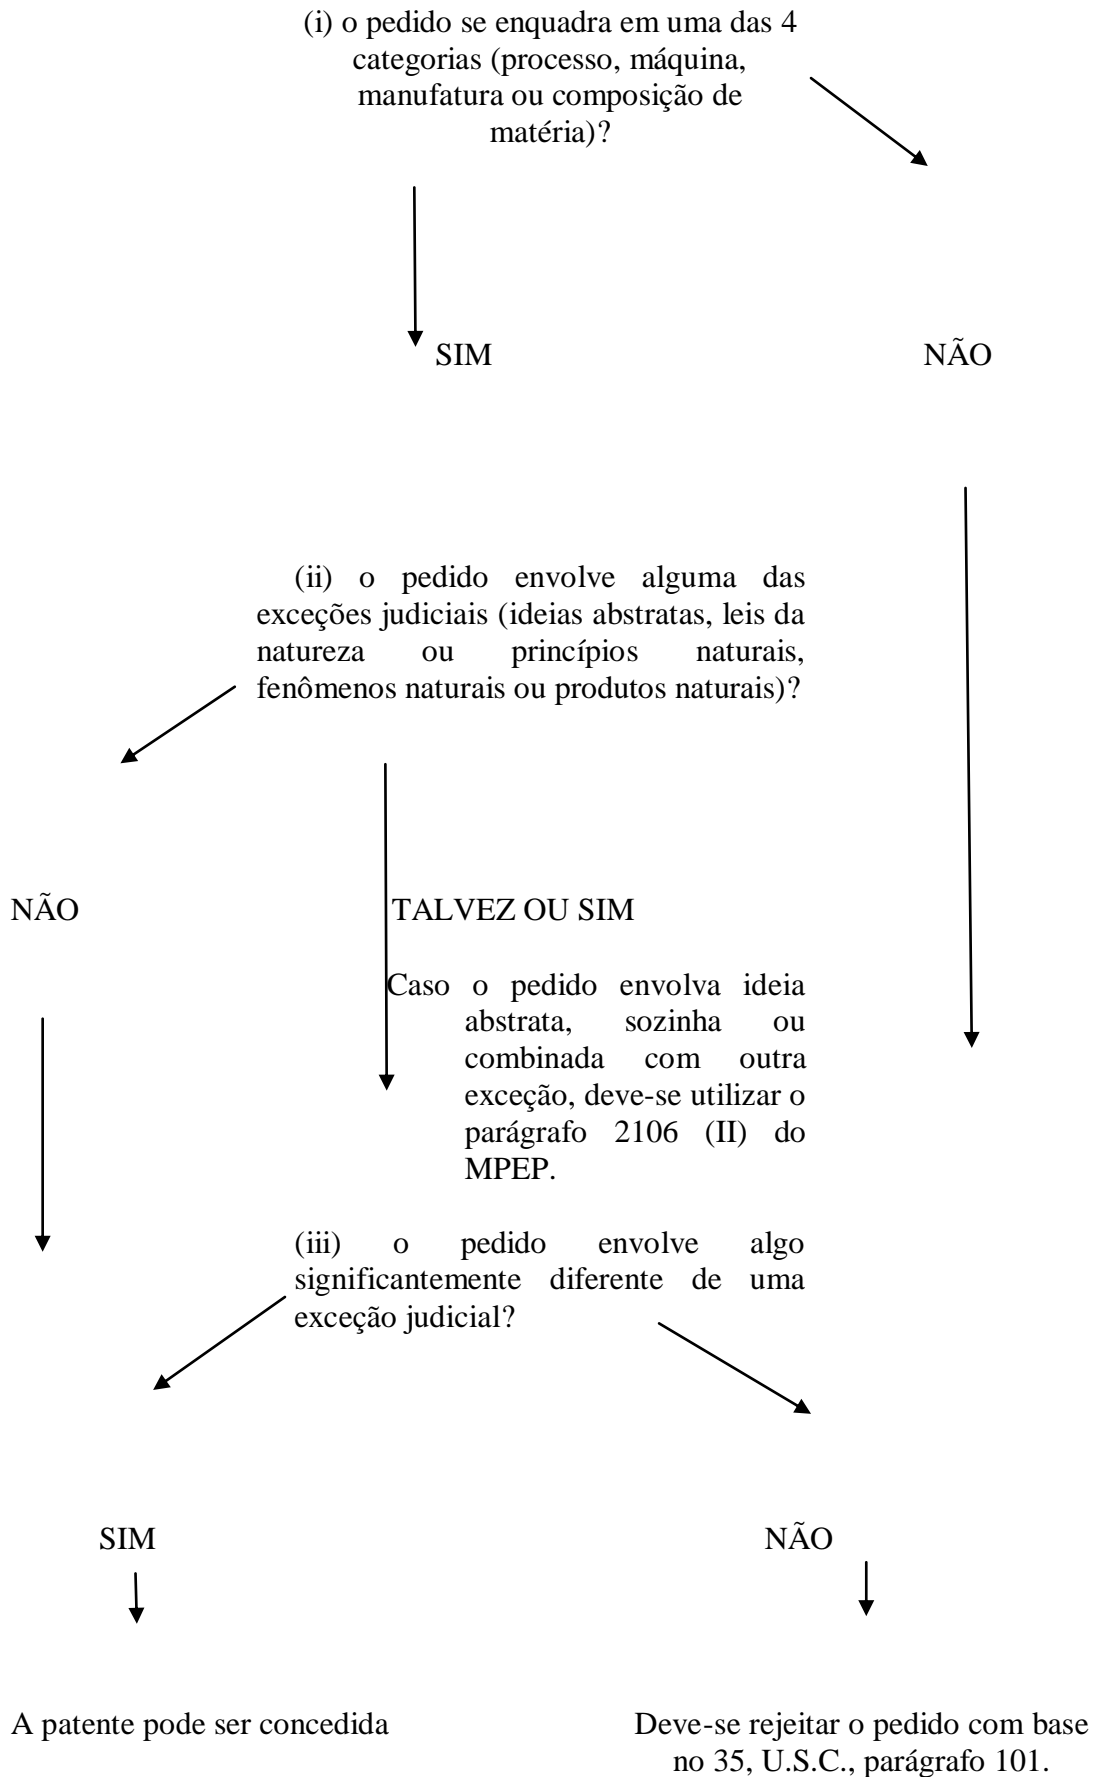 (i) o pedido se enquadra em uma das 4
categorias (processo, máquina,
manufatura ou composição de
matéria)?
SIM
NÃO
(ii) o pedido envolve alguma das
exceções judiciais (ideias abstratas, leis da
natureza ou princípios naturais,
fenômenos naturais ou produtos naturais)?
NÃO
TALVEZ OU SIM
Caso o pedido envolva ideia
abstrata, sozinha ou
combinada com outra
exceção, deve-se utilizar o
parágrafo 2106 (II) do
MPEP.
(iii) o pedido envolve algo
significantemente diferente de uma
exceção judicial?
SIM
NÃO
A patente pode ser concedida
Deve-se rejeitar o pedido com base
no 35, U.S.C., parágrafo 101.